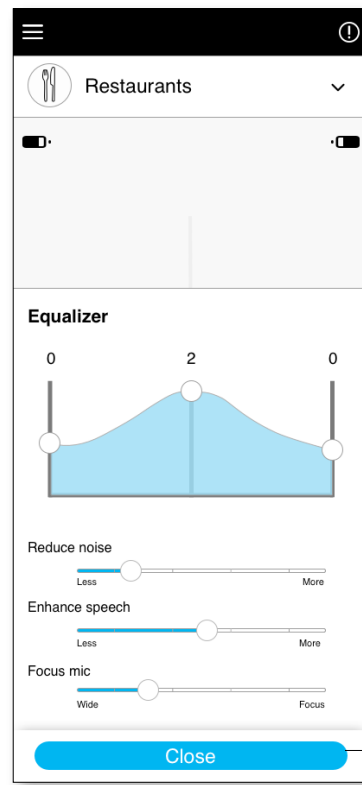 Restaurants
Equalizer
0 2 0
Reduce noise
Less More
Enhance speech
Less More
Focus mic
Wide Focus
Close